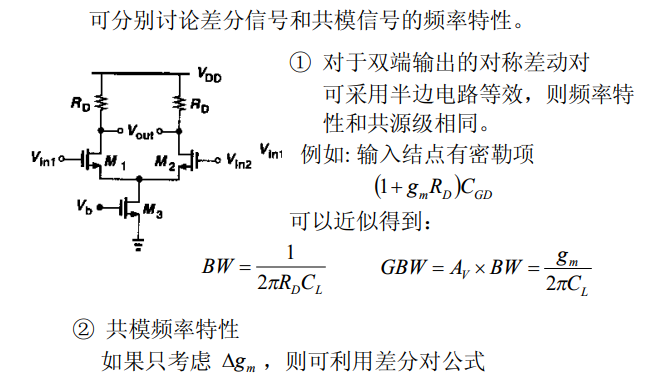 可分别讨论差分信号和共模信号的频率特性。
① 对于双端输出的对称差动对
可采用半边电路等效，则频率特
性和共源级相同。
例如: 输入结点有密勒项
(1 + g_m R_D) C_GD
可以近似得到：
BW = 1 / 2πR_D C_L
GBW = A_V × BW = g_m / 2πC_L
V_DD
R_D
R_D
V_out
V_in1
M_1
M_2
V_in2
V_in1
V_b
M_3
② 共模频率特性
如果只考虑 Δg_m ，则可利用差分对公式